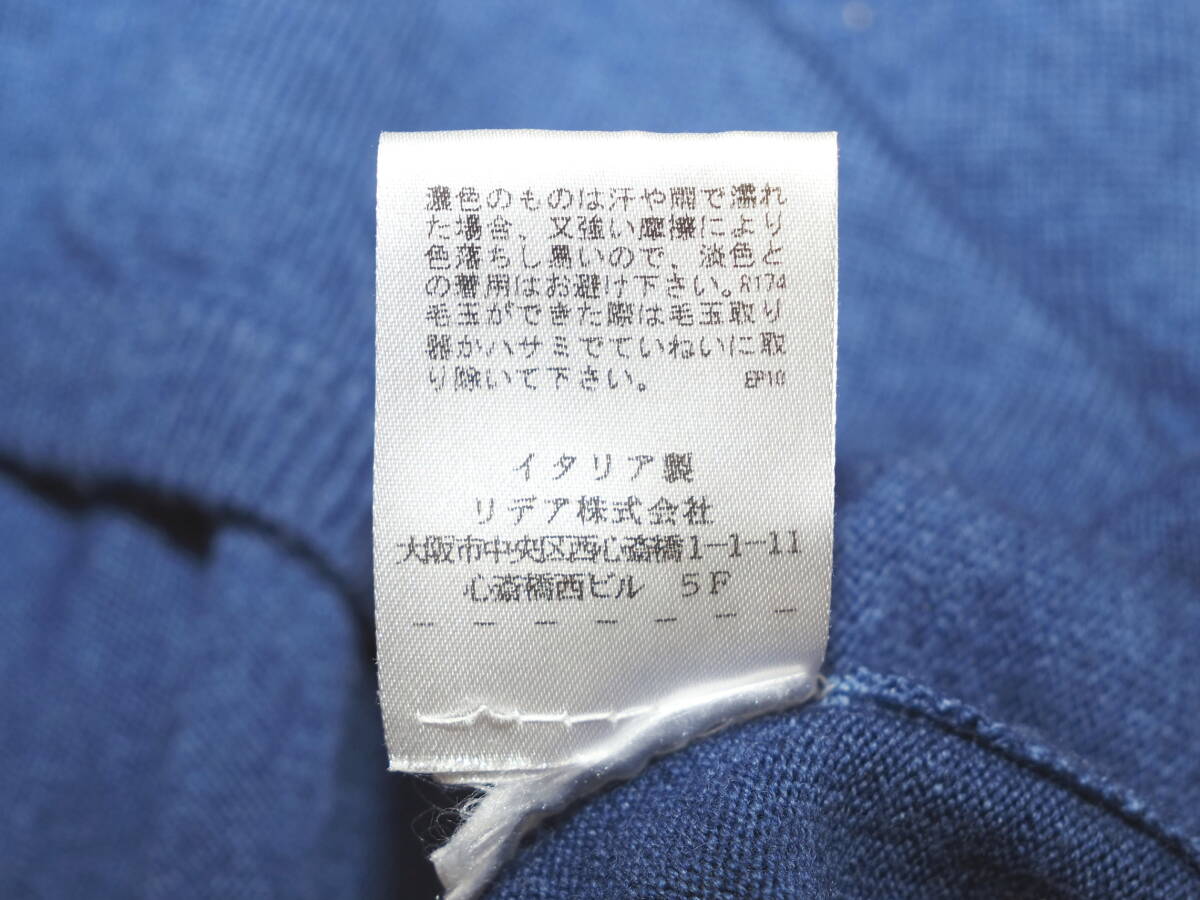 濃色のものは汗や雨で濡れ
た場合、又強い摩擦により
色落ちし易いので、淡色と
の着用はお避け下さい。R174
毛玉ができた際は毛玉取り
器かハサミでていねいに取
り除いて下さい。 EP10
イタリア製
リデア株式会社
大阪市中央区西心斎橋1-1-11
心斎橋西ビル 5F